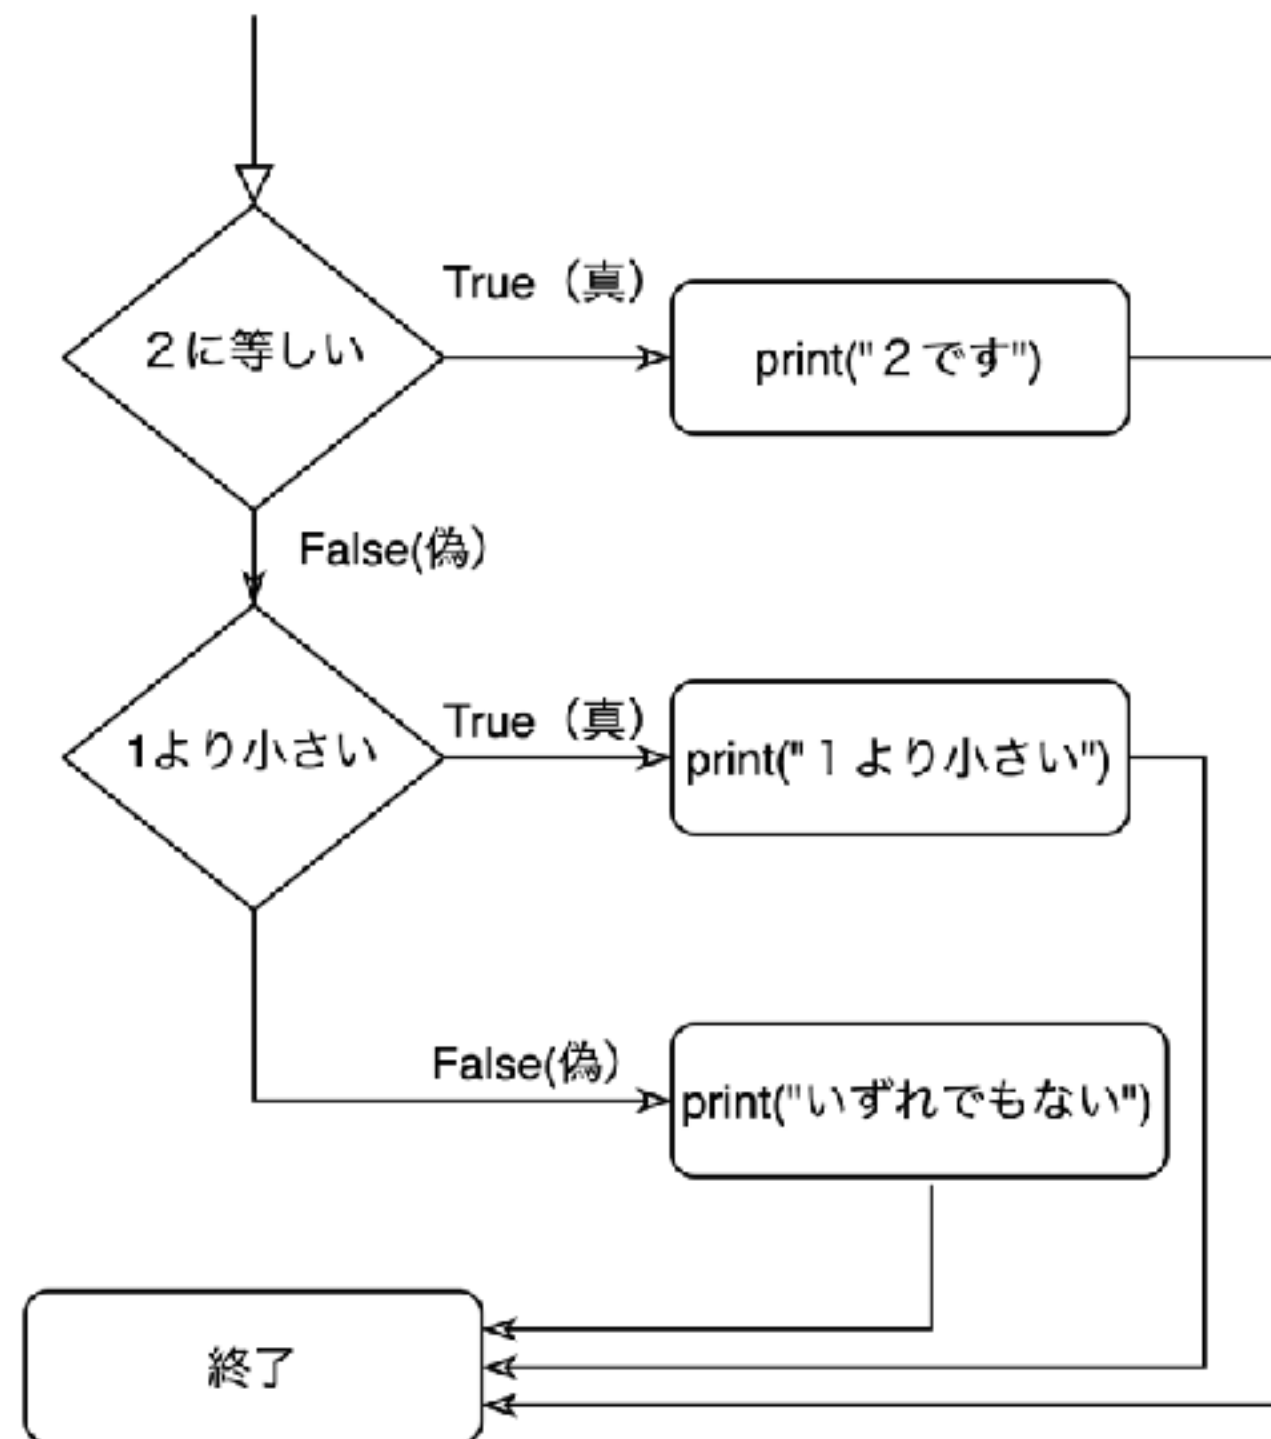 True（真）
２に等しい
print("２です")
False(偽）
True（真）
1より小さい
print("１より小さい")
False(偽）
print("いずれでもない")
終了